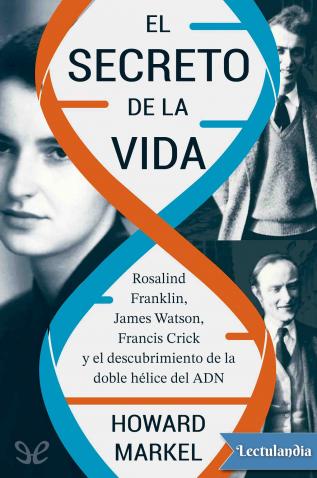 EL
SECRETO
DE LA
VIDA
Rosalind
Franklin,
James Watson,
Francis Crick
y el descubrimiento de la
doble hélice del ADN
HOWARD
MARKEL
Lectulandia